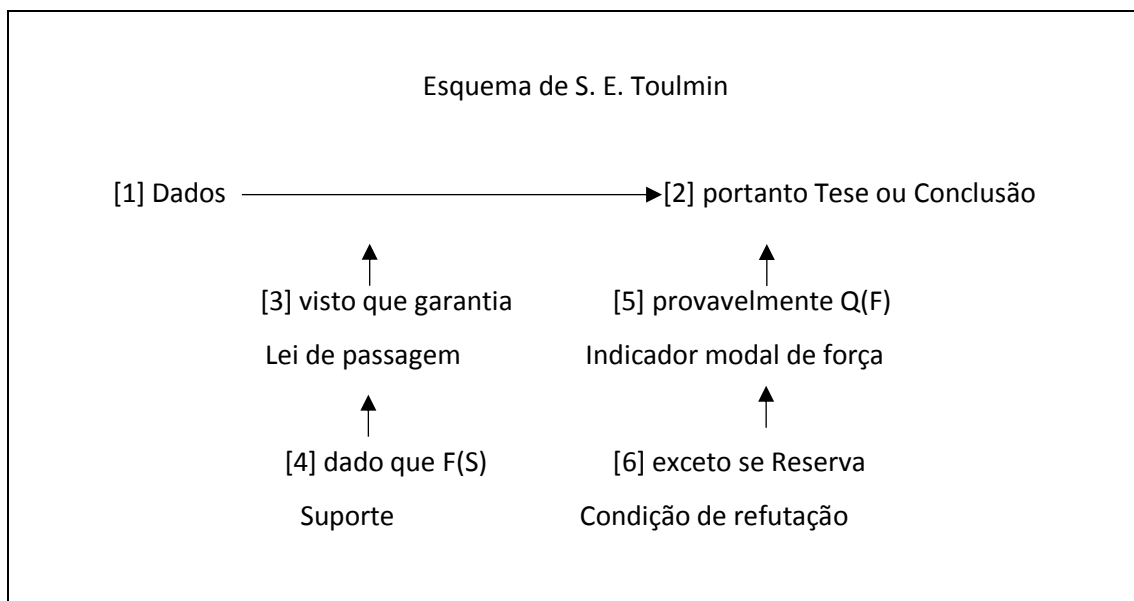 Esquema de S. E. Toulmin
[1] Dados [2] portanto Tese ou Conclusão
[3] visto que garantia [5] provavelmente Q(F)
Lei de passagem Indicador modal de força
[4] dado que F(S) [6] exceto se Reserva
Suporte Condição de refutação